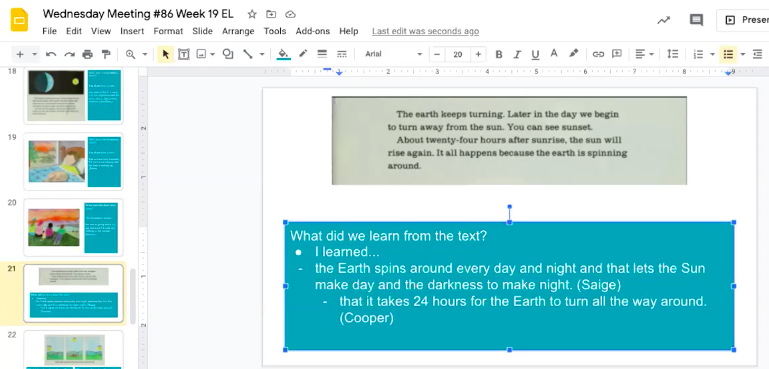 Wednesday Meeting #86 Week 19 EL
File Edit View Insert Format Slide Arrange Tools Add-ons Help Last edit was seconds ago
Present
Arial 20
B I U A
18
19
20
21
22
The earth keeps turning. Later in the day we begin
to turn away from the sun. You can see sunset.
About twenty-four hours after sunrise, the sun will
rise again. It all happens because the earth is spinning
around.
What did we learn from the text?
● I learned...
- the Earth spins around every day and night and that lets the Sun
make day and the darkness to make night. (Saige)
- that it takes 24 hours for the Earth to turn all the way around.
(Cooper)